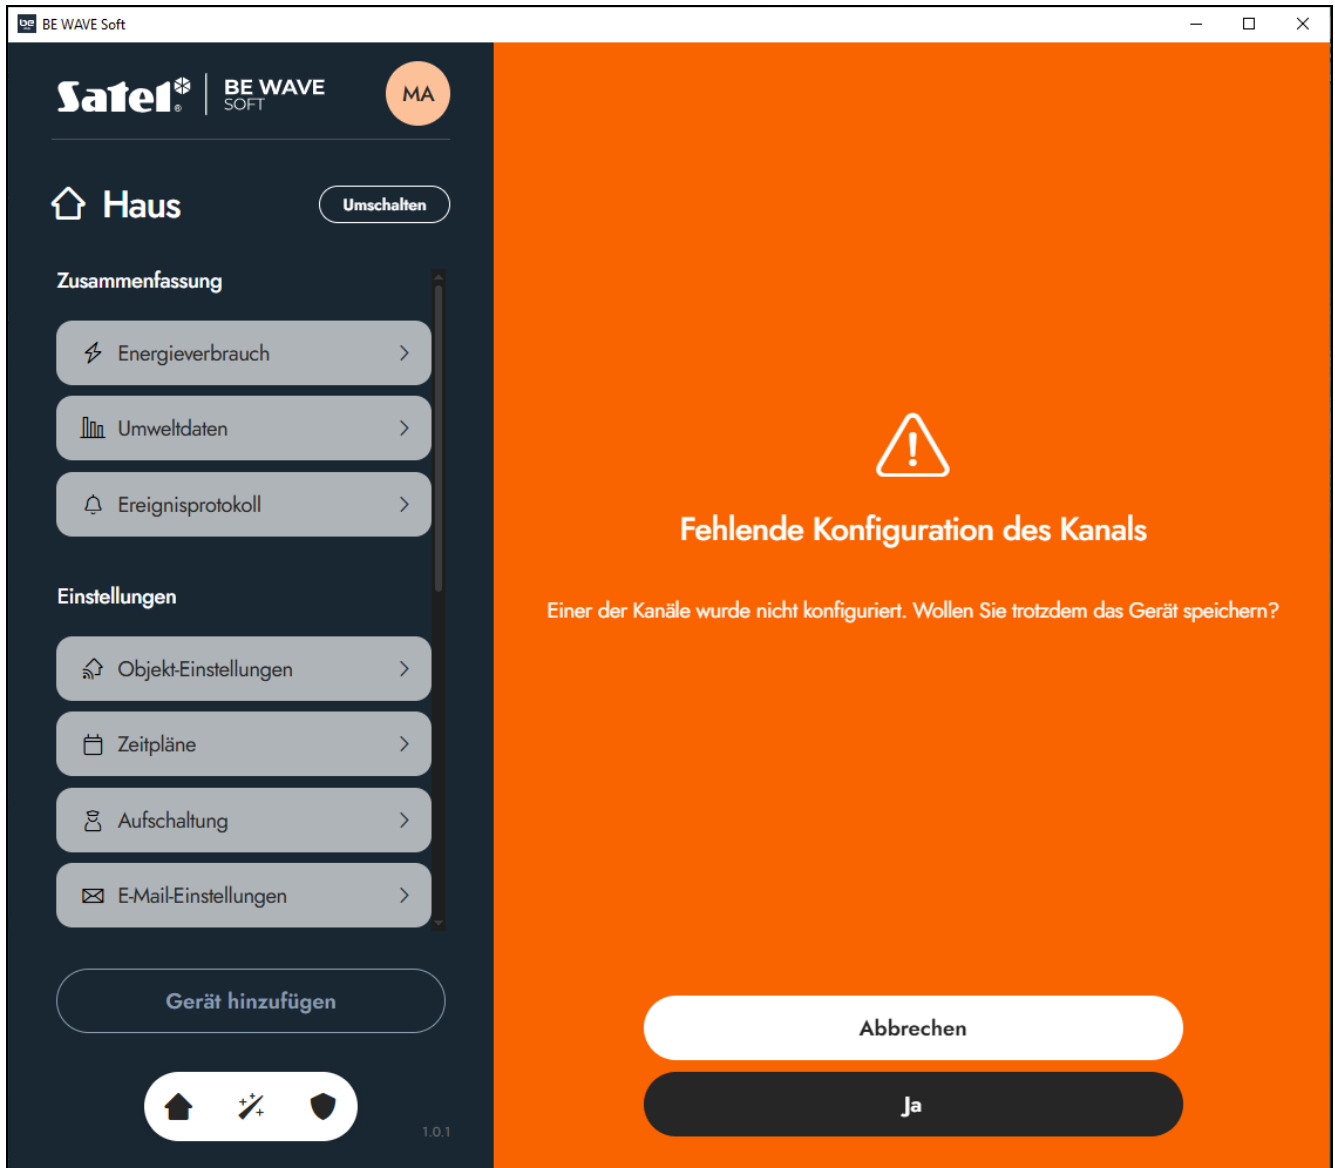 be BE WAVE Soft
Satel® BE WAVE SOFT MA
Haus Umschalten
Zusammenfassung
Energieverbrauch
Umweltdaten
Ereignisprotokoll
Einstellungen
Objekt-Einstellungen
Zeitpläne
Aufschaltung
E-Mail-Einstellungen
Gerät hinzufügen
1.0.1
Fehlende Konfiguration des Kanals
Einer der Kanäle wurde nicht konfiguriert. Wollen Sie trotzdem das Gerät speichern?
Abbrechen
Ja